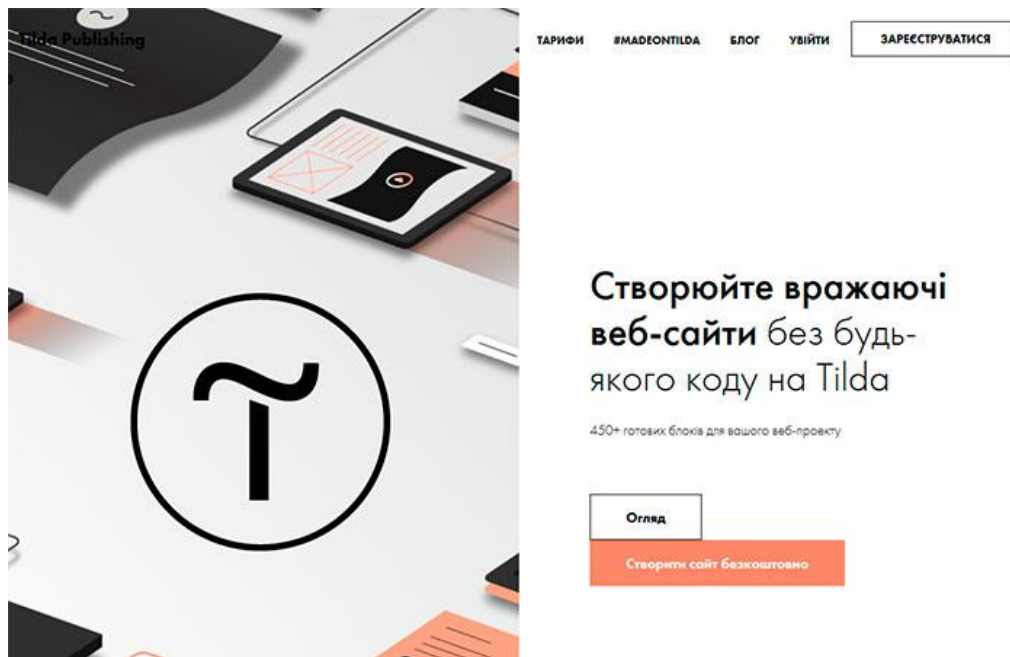 Tilda Publishing
ТАРИФИ #MADEONTILDA БЛОГ УВІЙТИ ЗАРЕЄСТРУВАТИСЯ
Створюйте вражаючі
веб-сайти без будь-
якого коду на Tilda
450+ готових блоків для вашого веб-проекту
Огляд
Створити сайт безкоштовно